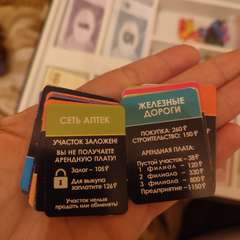 СЕТЬ АПТЕК
УЧАСТОК ЗАЛОЖЕН!
ВЫ НЕ ПОЛУЧАЕТЕ
АРЕНДНУЮ ПЛАТУ!
Залог – 105₽
Для выкупа
заплатите 126₽
Участок нельзя
продать или обменять!
ЖЕЛЕЗНЫЕ
ДОРОГИ
ПОКУПКА: 260₽
СТРОИТЕЛЬСТВО: 150₽
АРЕНДНАЯ ПЛАТА:
Пустой участок – 38₽
1 филиал – 120₽
2 филиала – 330₽
3 филиала – 800₽
Предприятие – 1150₽